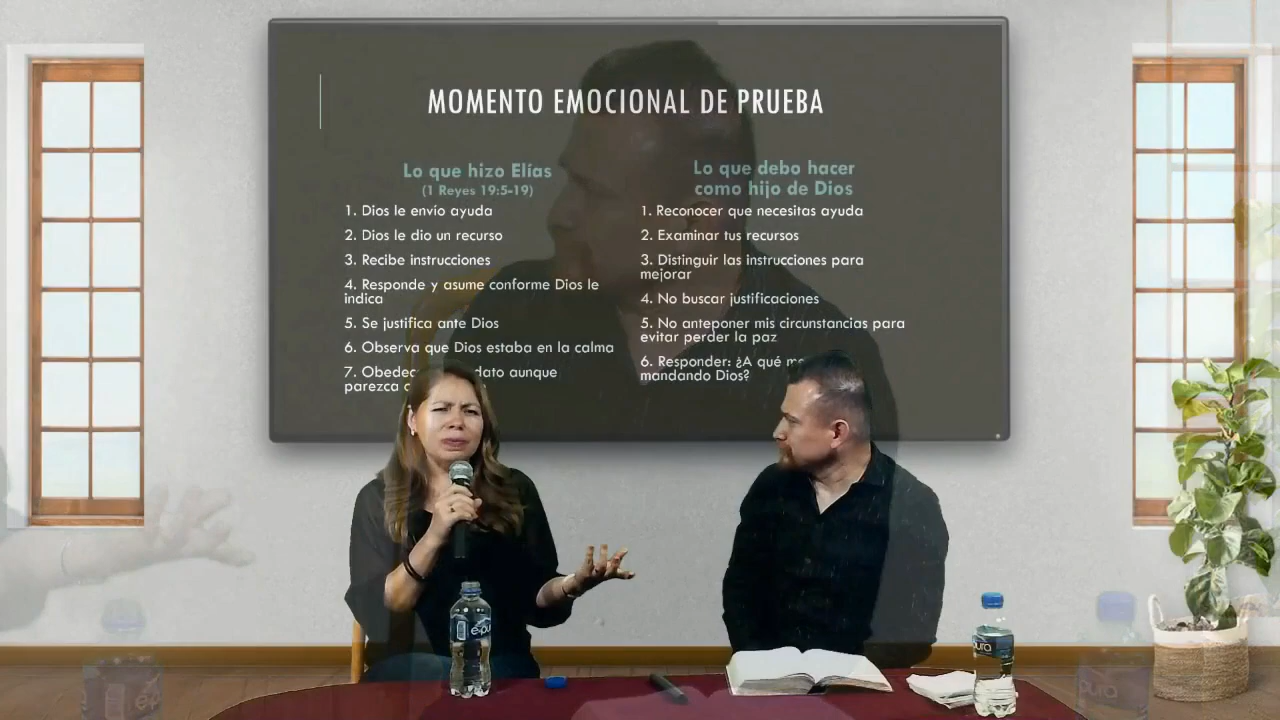 MOMENTO EMOCIONAL DE PRUEBA
Lo que hizo Elías
(1 Reyes 19:5-19)
1. Dios le envío ayuda
2. Dios le dio un recurso
3. Recibe instrucciones
4. Responde y asume conforme Dios le
indica
5. Se justifica ante Dios
6. Observa que Dios estaba en la calma
7. aunque
parezca
Lo que debo hacer
como hijo de Dios
1. Reconocer que necesitas ayuda
2. Examinar tus recursos
3. Distinguir las instrucciones para
mejorar
4. No buscar justificaciones
5. No anteponer mis circunstancias para
evitar perder la paz
6. Responder: ¿A qué
mandando Dios?
e-pura
pura